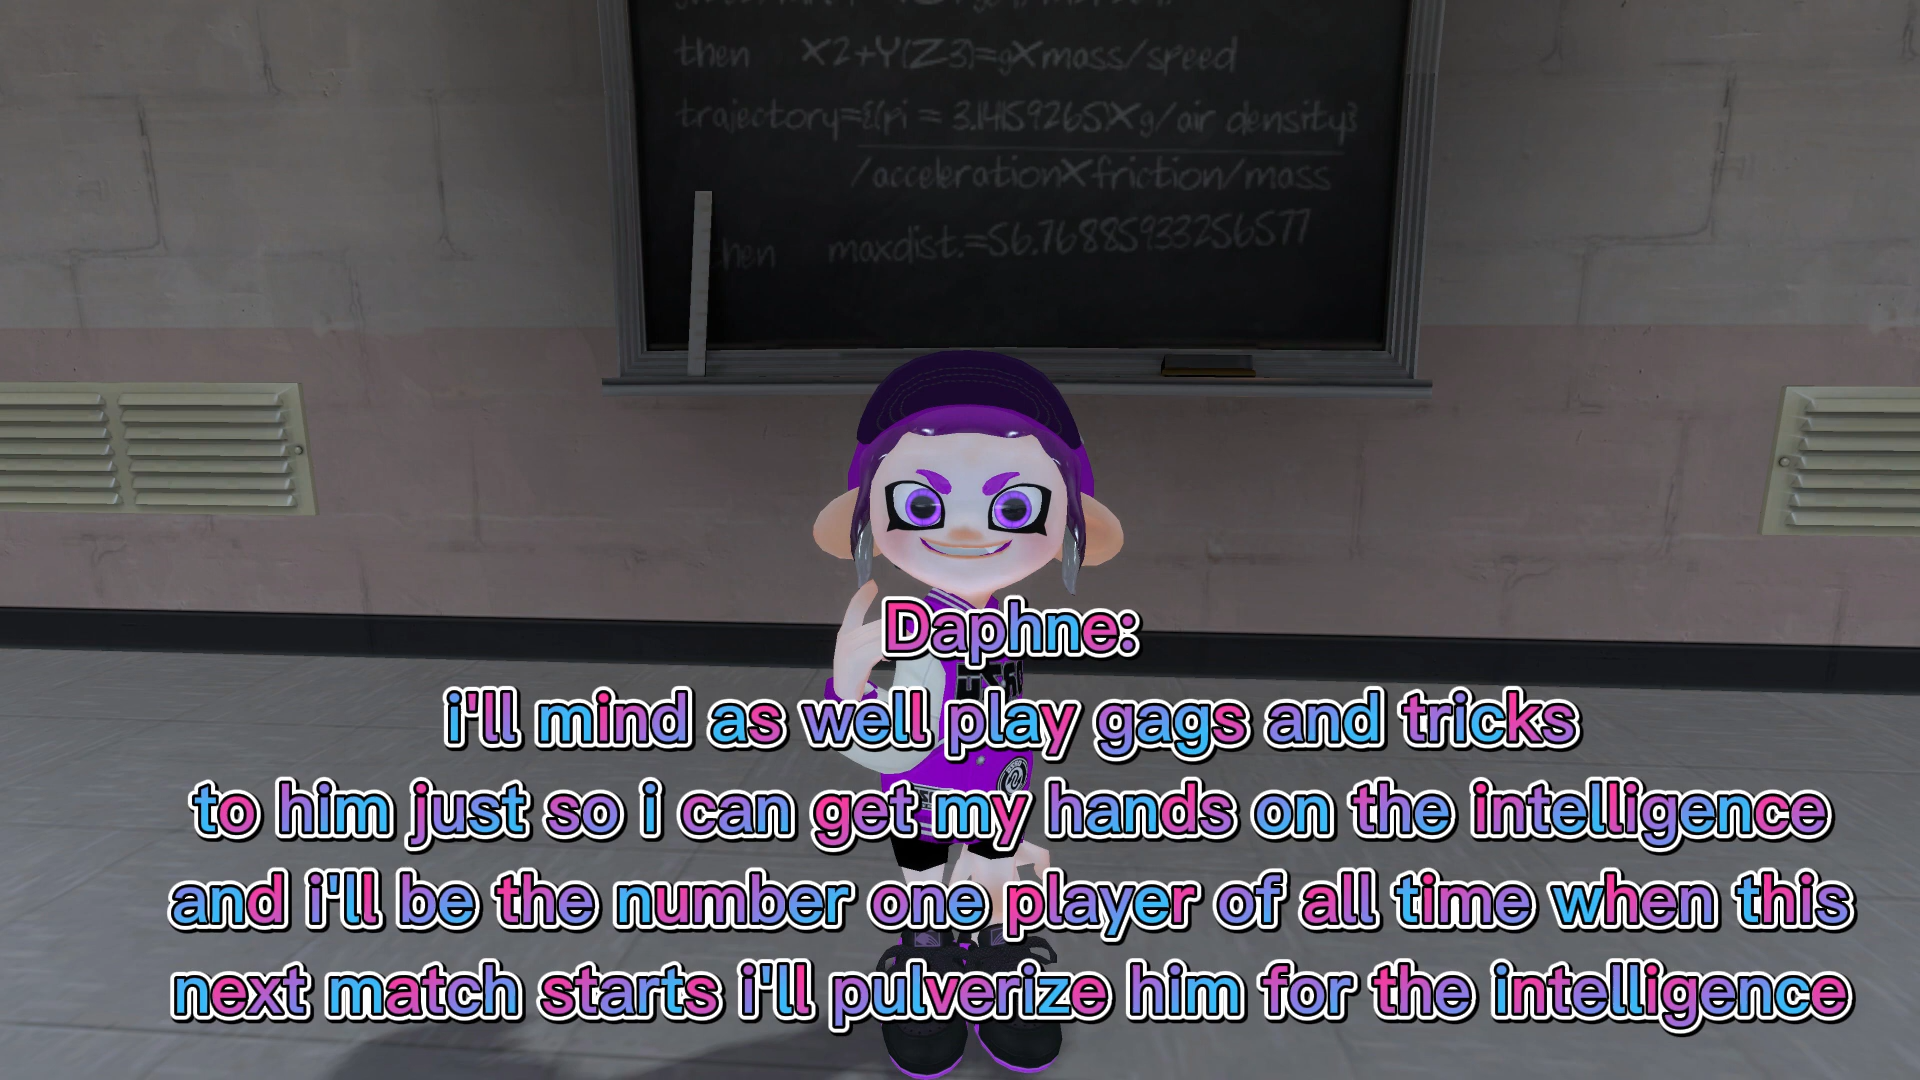 then X2+Y(Z3)=gXmass/speed
trajectory={(pi = 3.14159265Xg/air density}
/accelerationXfriction/mass
then maxdist.=56.76885933256577
Daphne:
i'll mind as well play gags and tricks
to him just so i can get my hands on the intelligence
and i'll be the number one player of all time when this
next match starts i'll pulverize him for the intelligence